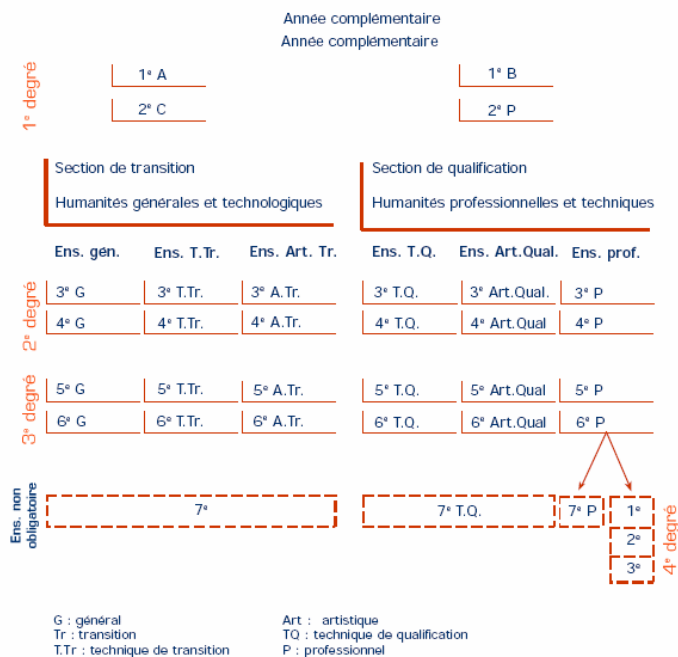 Année complémentaire
Année complémentaire
1e degré
1e A
1e B
2e C
2e P
Section de transition
Humanités générales et technologiques
Section de qualification
Humanités professionnelles et techniques
Ens. gén. Ens. T.Tr. Ens. Art. Tr. Ens. T.Q. Ens. Art.Qual. Ens. prof.
2e degré
3e G 3e T.Tr. 3e A.Tr. 3e T.Q. 3e Art.Qual. 3e P
4e G 4e T.Tr. 4e A.Tr. 4e T.Q. 4e Art.Qual 4e P
3e degré
5e G 5e T.Tr. 5e A.Tr. 5e T.Q. 5e Art.Qual 5e P
6e G 6e T.Tr. 6e A.Tr. 6e T.Q. 6e Art.Qual 6e P
Ens. non
obligatoire
7e 7e T.Q. 7e P 1e
2e
3e
4e degré
G : général
Tr : transition
T.Tr : technique de transition
Art : artistique
TQ : technique de qualification
P : professionnel